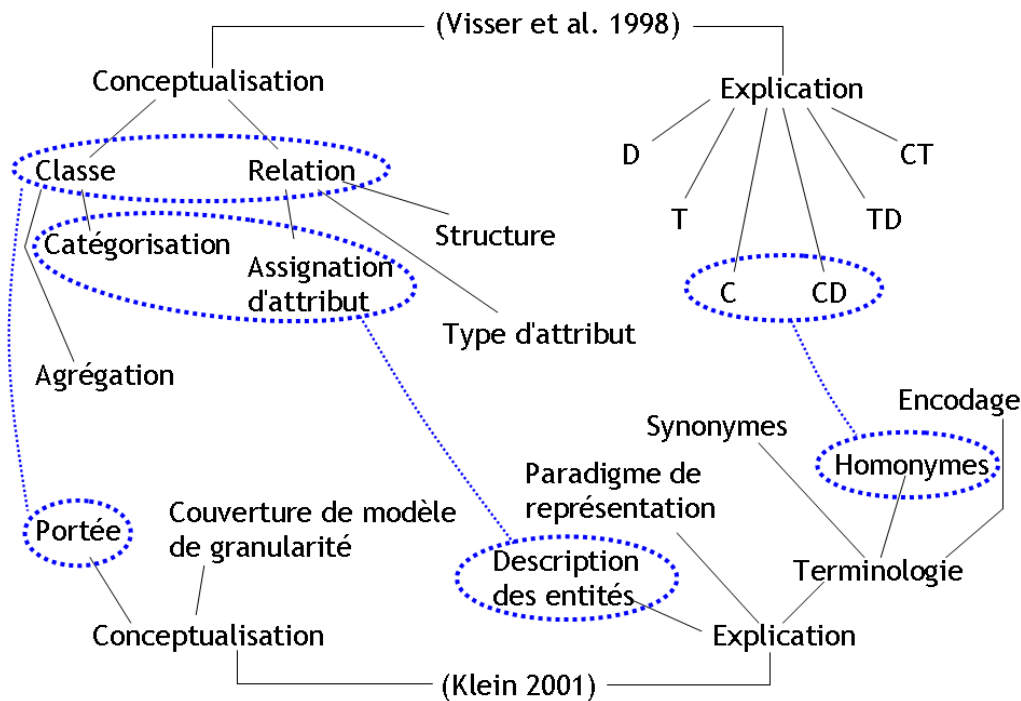 (Visser et al. 1998)
Conceptualisation
Explication
D
CT
Classe
Relation
T
TD
Structure
Catégorisation
Assignation
d'attribut
C
CD
Type d'attribut
Agrégation
Encodage
Synonymes
Homonymes
Paradigme de
représentation
Portée
Couverture de modèle
de granularité
Description
des entités
Terminologie
Conceptualisation
Explication
(Klein 2001)